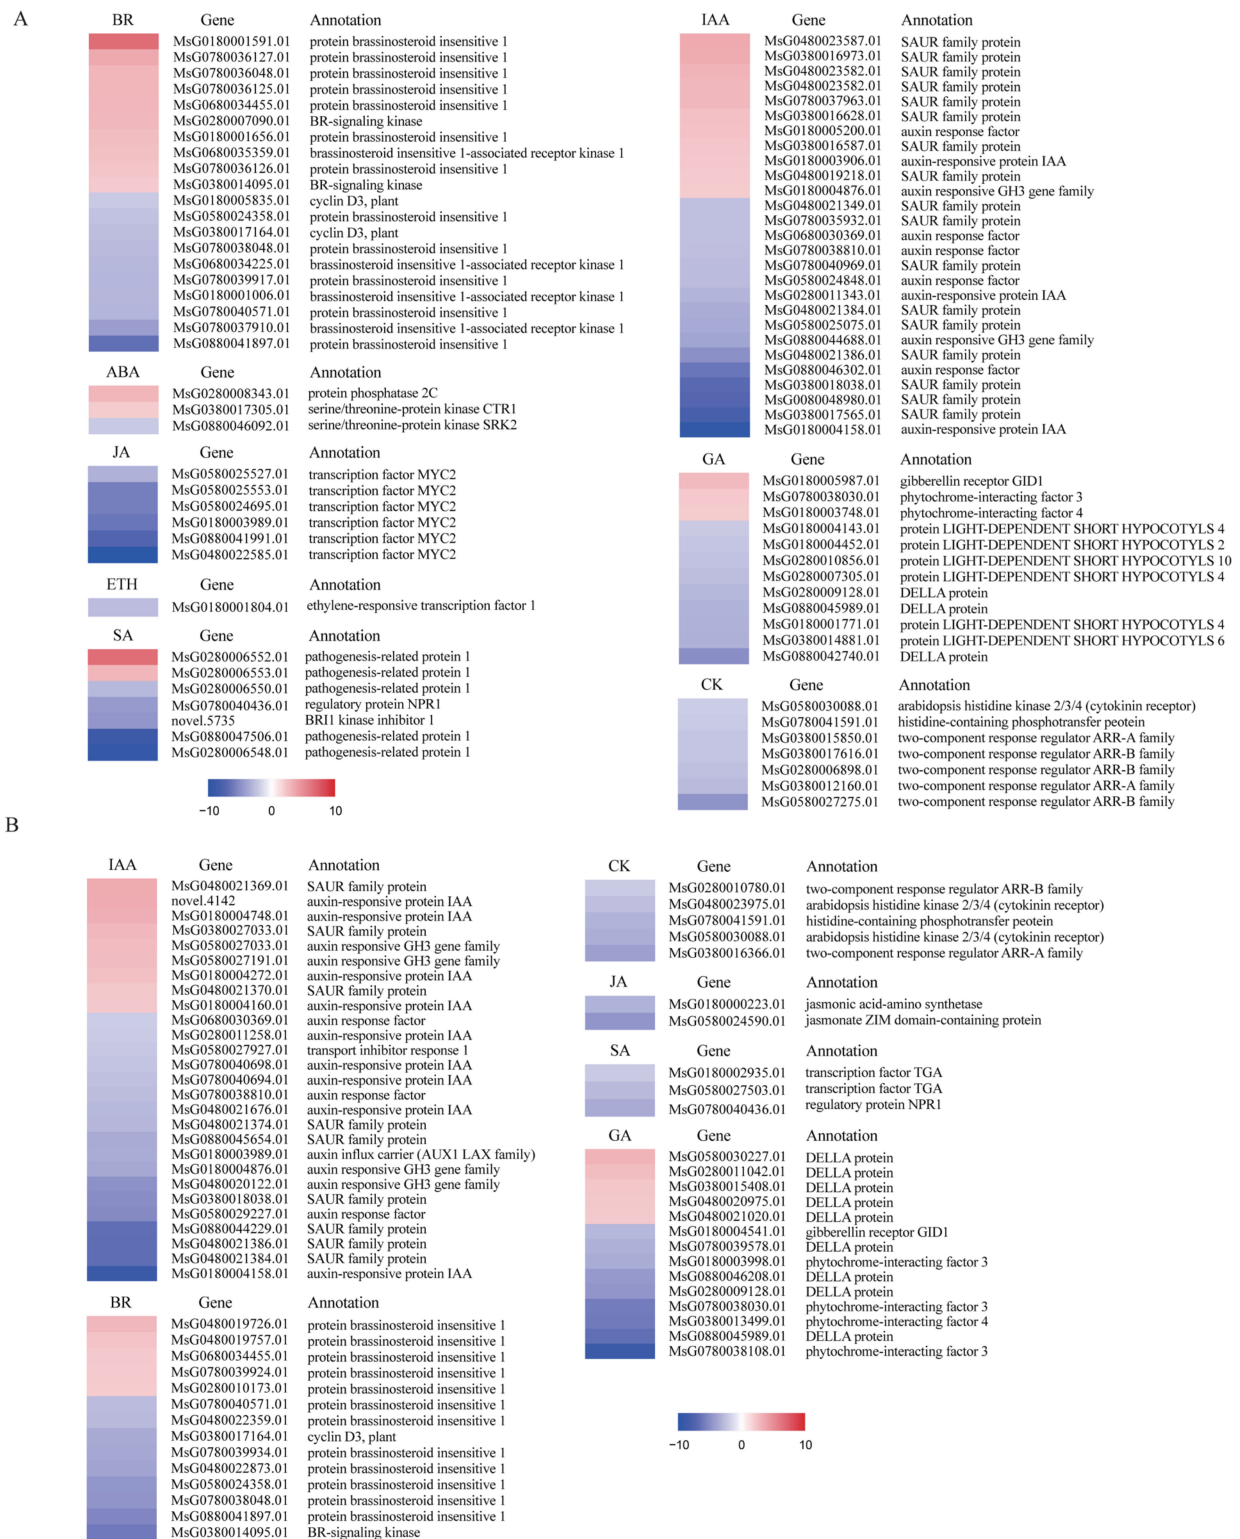 A
BR Gene Annotation
MsG0180001591.01 protein brassinosteroid insensitive 1
MsG0780036127.01 protein brassinosteroid insensitive 1
MsG0780036048.01 protein brassinosteroid insensitive 1
MsG0780036125.01 protein brassinosteroid insensitive 1
MsG0680034455.01 protein brassinosteroid insensitive 1
MsG0280007090.01 BR-signaling kinase
MsG0180001656.01 protein brassinosteroid insensitive 1
MsG0680035359.01 brassinosteroid insensitive 1-associated receptor kinase 1
MsG0780036126.01 protein brassinosteroid insensitive 1
MsG0380014095.01 BR-signaling kinase
MsG0180005835.01 cyclin D3, plant
MsG0580024358.01 protein brassinosteroid insensitive 1
MsG0380017164.01 cyclin D3, plant
MsG0780038048.01 protein brassinosteroid insensitive 1
MsG0680034225.01 brassinosteroid insensitive 1-associated receptor kinase 1
MsG0780039917.01 protein brassinosteroid insensitive 1
MsG0180001006.01 brassinosteroid insensitive 1-associated receptor kinase 1
MsG0780040571.01 protein brassinosteroid insensitive 1
MsG0780037910.01 brassinosteroid insensitive 1-associated receptor kinase 1
MsG0880041897.01 protein brassinosteroid insensitive 1
ABA Gene Annotation
MsG0280008343.01 protein phosphatase 2C
MsG0380017305.01 serine/threonine-protein kinase CTR1
MsG0880046092.01 serine/threonine-protein kinase SRK2
JA Gene Annotation
MsG0580025527.01 transcription factor MYC2
MsG0580025553.01 transcription factor MYC2
MsG0580024695.01 transcription factor MYC2
MsG0180003989.01 transcription factor MYC2
MsG0880041991.01 transcription factor MYC2
MsG0480022585.01 transcription factor MYC2
ETH Gene Annotation
MsG0180001804.01 ethylene-responsive transcription factor 1
SA Gene Annotation
MsG0280006552.01 pathogenesis-related protein 1
MsG0280006553.01 pathogenesis-related protein 1
MsG0280006550.01 pathogenesis-related protein 1
MsG0780040436.01 regulatory protein NPR1
novel.5735 BRI1 kinase inhibitor 1
MsG0880047506.01 pathogenesis-related protein 1
MsG0280006548.01 pathogenesis-related protein 1
−10 0 10
IAA Gene Annotation
MsG0480023587.01 SAUR family protein
MsG0380016973.01 SAUR family protein
MsG0480023582.01 SAUR family protein
MsG0480023582.01 SAUR family protein
MsG0780037963.01 SAUR family protein
MsG0380016628.01 SAUR family protein
MsG0180005200.01 auxin response factor
MsG0380016587.01 SAUR family protein
MsG0180003906.01 auxin-responsive protein IAA
MsG0480019218.01 SAUR family protein
MsG0180004876.01 auxin responsive GH3 gene family
MsG0480021349.01 SAUR family protein
MsG0780035932.01 SAUR family protein
MsG0680030369.01 auxin response factor
MsG0780038810.01 auxin response factor
MsG0780040969.01 SAUR family protein
MsG0580024848.01 auxin response factor
MsG0280011343.01 auxin-responsive protein IAA
MsG0480021384.01 SAUR family protein
MsG0580025075.01 SAUR family protein
MsG0880044688.01 auxin responsive GH3 gene family
MsG0480021386.01 SAUR family protein
MsG0880046302.01 auxin response factor
MsG0380018038.01 SAUR family protein
MsG0080048980.01 SAUR family protein
MsG0380017565.01 SAUR family protein
MsG0180004158.01 auxin-responsive protein IAA
GA Gene Annotation
MsG0180005987.01 gibberellin receptor GID1
MsG0780038030.01 phytochrome-interacting factor 3
MsG0180003748.01 phytochrome-interacting factor 4
MsG0180004143.01 protein LIGHT-DEPENDENT SHORT HYPOCOTYLS 4
MsG0180004452.01 protein LIGHT-DEPENDENT SHORT HYPOCOTYLS 2
MsG0280010856.01 protein LIGHT-DEPENDENT SHORT HYPOCOTYLS 10
MsG0280007305.01 protein LIGHT-DEPENDENT SHORT HYPOCOTYLS 4
MsG0280009128.01 DELLA protein
MsG0880045989.01 DELLA protein
MsG0180001771.01 protein LIGHT-DEPENDENT SHORT HYPOCOTYLS 4
MsG0380014881.01 protein LIGHT-DEPENDENT SHORT HYPOCOTYLS 6
MsG0880042740.01 DELLA protein
CK Gene Annotation
MsG0580030088.01 arabidopsis histidine kinase 2/3/4 (cytokinin receptor)
MsG0780041591.01 histidine-containing phosphotransfer peotein
MsG0380015850.01 two-component response regulator ARR-A family
MsG0380017616.01 two-component response regulator ARR-B family
MsG0280006898.01 two-component response regulator ARR-B family
MsG0380012160.01 two-component response regulator ARR-A family
MsG0580027275.01 two-component response regulator ARR-B family
B
IAA Gene Annotation
MsG0480021369.01 SAUR family protein
novel.4142 auxin-responsive protein IAA
MsG0180004748.01 auxin-responsive protein IAA
MsG0380027033.01 SAUR family protein
MsG0580027033.01 auxin responsive GH3 gene family
MsG0580027191.01 auxin responsive GH3 gene family
MsG0180004272.01 auxin-responsive protein IAA
MsG0480021370.01 SAUR family protein
MsG0180004160.01 auxin-responsive protein IAA
MsG0680030369.01 auxin response factor
MsG0280011258.01 auxin-responsive protein IAA
MsG0580027927.01 transport inhibitor response 1
MsG0780040698.01 auxin-responsive protein IAA
MsG0780040694.01 auxin-responsive protein IAA
MsG0780038810.01 auxin response factor
MsG0480021676.01 auxin-responsive protein IAA
MsG0480021374.01 SAUR family protein
MsG0880045654.01 SAUR family protein
MsG0180003989.01 auxin influx carrier (AUX1 LAX family)
MsG0180004876.01 auxin responsive GH3 gene family
MsG0480020122.01 auxin responsive GH3 gene family
MsG0380018038.01 SAUR family protein
MsG0580029227.01 auxin response factor
MsG0880044229.01 SAUR family protein
MsG0480021386.01 SAUR family protein
MsG0480021384.01 SAUR family protein
MsG0180004158.01 auxin-responsive protein IAA
BR Gene Annotation
MsG0480019726.01 protein brassinosteroid insensitive 1
MsG0480019757.01 protein brassinosteroid insensitive 1
MsG0680034455.01 protein brassinosteroid insensitive 1
MsG0780039924.01 protein brassinosteroid insensitive 1
MsG0280010173.01 protein brassinosteroid insensitive 1
MsG0780040571.01 protein brassinosteroid insensitive 1
MsG0480022359.01 protein brassinosteroid insensitive 1
MsG0380017164.01 cyclin D3, plant
MsG0780039934.01 protein brassinosteroid insensitive 1
MsG0480022873.01 protein brassinosteroid insensitive 1
MsG0580024358.01 protein brassinosteroid insensitive 1
MsG0780038048.01 protein brassinosteroid insensitive 1
MsG0880041897.01 protein brassinosteroid insensitive 1
MsG0380014095.01 BR-signaling kinase
CK Gene Annotation
MsG0280010780.01 two-component response regulator ARR-B family
MsG0480023975.01 arabidopsis histidine kinase 2/3/4 (cytokinin receptor)
MsG0780041591.01 histidine-containing phosphotransfer peotein
MsG0580030088.01 arabidopsis histidine kinase 2/3/4 (cytokinin receptor)
MsG0380016366.01 two-component response regulator ARR-A family
JA Gene Annotation
MsG0180000223.01 jasmonic acid-amino synthetase
MsG0580024590.01 jasmonate ZIM domain-containing protein
SA Gene Annotation
MsG0180002935.01 transcription factor TGA
MsG0580027503.01 transcription factor TGA
MsG0780040436.01 regulatory protein NPR1
GA Gene Annotation
MsG0580030227.01 DELLA protein
MsG0280011042.01 DELLA protein
MsG0380015408.01 DELLA protein
MsG0480020975.01 DELLA protein
MsG0480021020.01 DELLA protein
MsG0180004541.01 gibberellin receptor GID1
MsG0780039578.01 DELLA protein
MsG0180003998.01 phytochrome-interacting factor 3
MsG0880046208.01 DELLA protein
MsG0280009128.01 DELLA protein
MsG0780038030.01 phytochrome-interacting factor 3
MsG0380013499.01 phytochrome-interacting factor 4
MsG0880045989.01 DELLA protein
MsG0780038108.01 phytochrome-interacting factor 3
−10 0 10